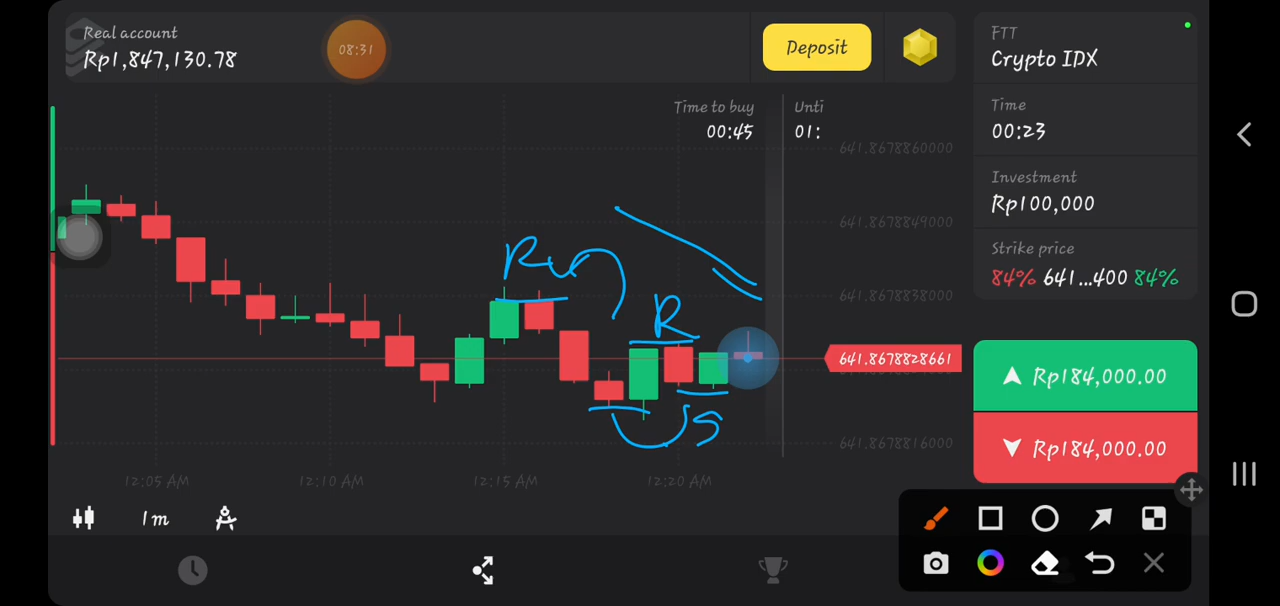 Real account
Rp1,847,130.78
08:31
Deposit
FTT
Crypto IDX
Time to buy
00:45
Unti
01:
Time
00:23
Investment
Rp100,000
Strike price
84% 641...400 84%
641.8678860000
641.8678849000
641.8678838000
641.8678828661
641.8678816000
R
R
S
Rp184,000.00
Rp184,000.00
12:05 AM
12:10 AM
12:15 AM
12:20 AM
1m